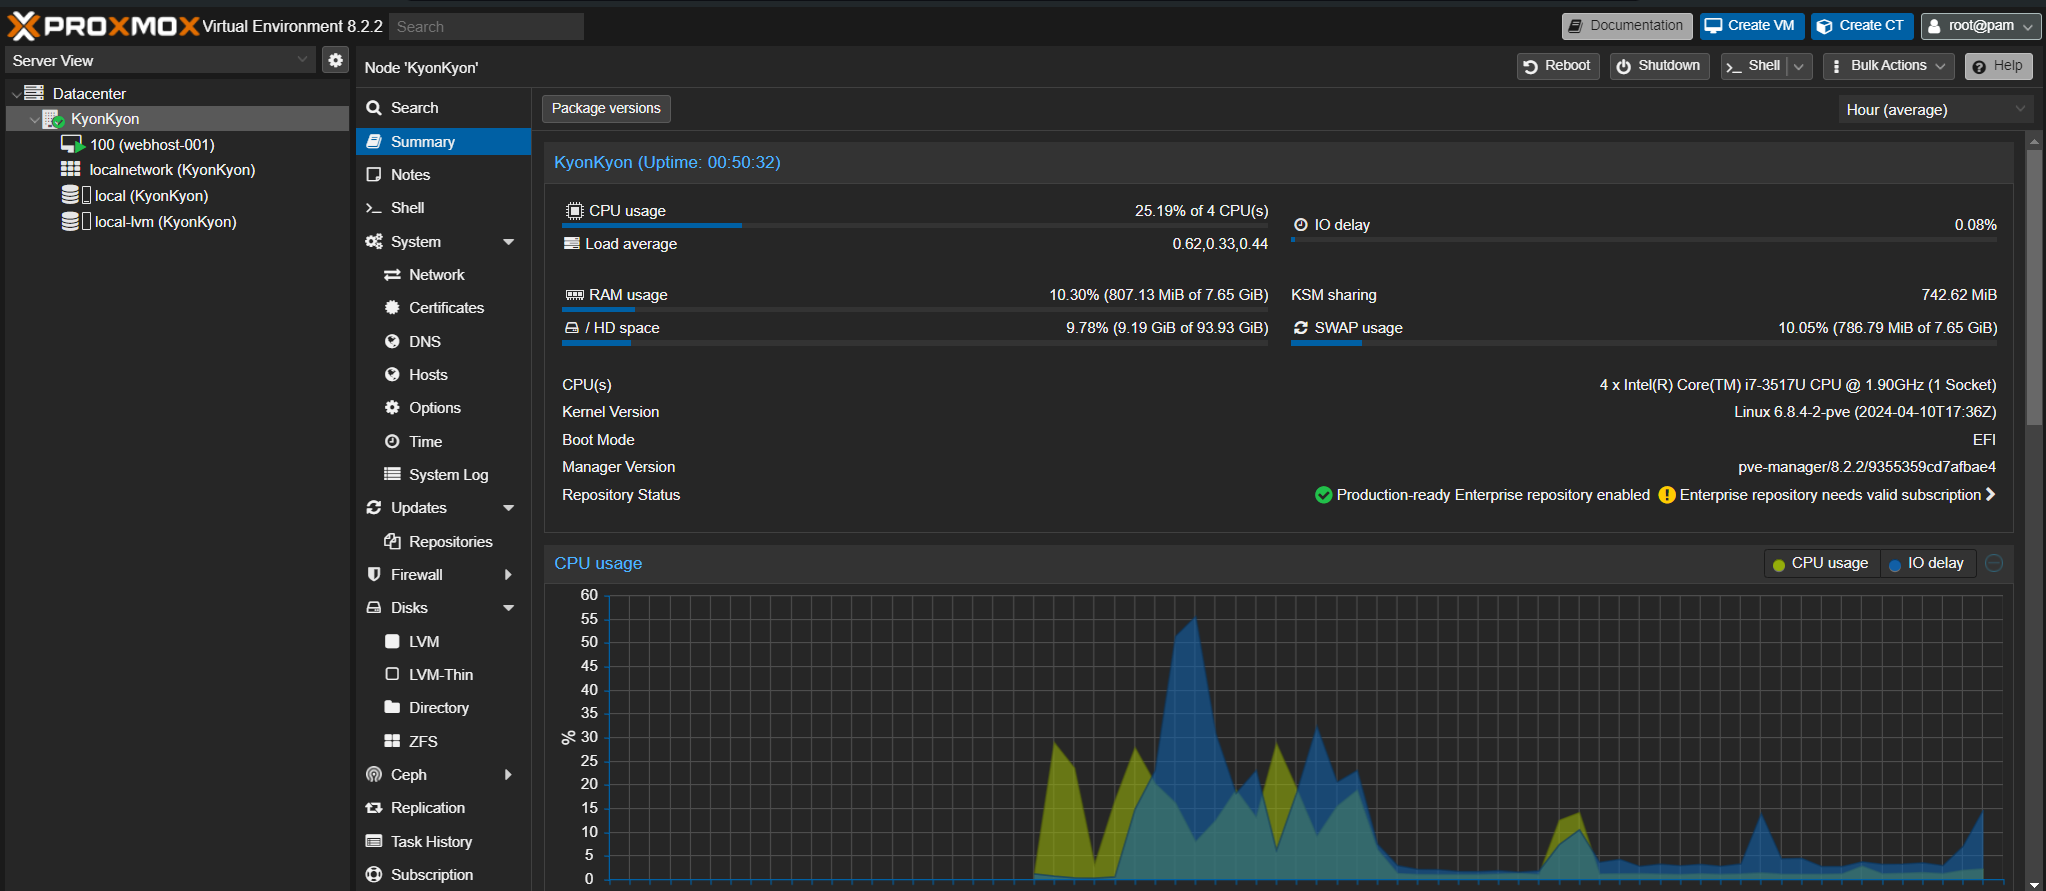 PROXMOX Virtual Environment 8.2.2 Search Documentation Create VM Create CT root@pam
Server View
Datacenter
KyonKyon
100 (webhost-001)
localnetwork (KyonKyon)
local (KyonKyon)
local-lvm (KyonKyon)
Node 'KyonKyon' Reboot Shutdown Shell Bulk Actions Help
Search
Summary
Notes
Shell
System
Network
Certificates
DNS
Hosts
Options
Time
System Log
Updates
Repositories
Firewall
Disks
LVM
LVM-Thin
Directory
ZFS
Ceph
Replication
Task History
Subscription
Package versions Hour (average)
KyonKyon (Uptime: 00:50:32)
CPU usage 25.19% of 4 CPU(s)
IO delay 0.08%
Load average 0.62,0.33,0.44
RAM usage 10.30% (807.13 MiB of 7.65 GiB)
KSM sharing 742.62 MiB
/ HD space 9.78% (9.19 GiB of 93.93 GiB)
SWAP usage 10.05% (786.79 MiB of 7.65 GiB)
CPU(s) 4 x Intel(R) Core(TM) i7-3517U CPU @ 1.90GHz (1 Socket)
Kernel Version Linux 6.8.4-2-pve (2024-04-10T17:36Z)
Boot Mode EFI
Manager Version pve-manager/8.2.2/9355359cd7afbae4
Repository Status Production-ready Enterprise repository enabled Enterprise repository needs valid subscription
CPU usage CPU usage IO delay
60
55
50
45
40
35
% 30
25
20
15
10
5
0